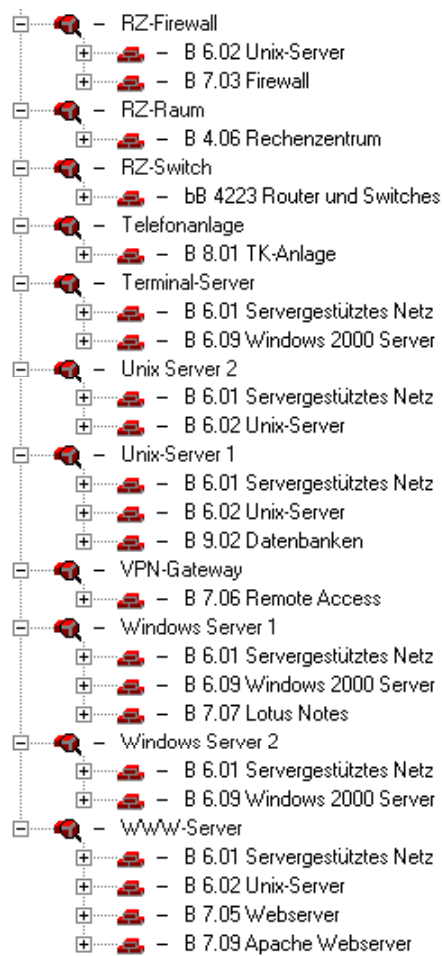 – RZ-Firewall
– B 6.02 Unix-Server
– B 7.03 Firewall
– RZ-Raum
– B 4.06 Rechenzentrum
– RZ-Switch
– bB 4223 Router und Switches
– Telefonanlage
– B 8.01 TK-Anlage
– Terminal-Server
– B 6.01 Servergestütztes Netz
– B 6.09 Windows 2000 Server
– Unix Server 2
– B 6.01 Servergestütztes Netz
– B 6.02 Unix-Server
– Unix-Server 1
– B 6.01 Servergestütztes Netz
– B 6.02 Unix-Server
– B 9.02 Datenbanken
– VPN-Gateway
– B 7.06 Remote Access
– Windows Server 1
– B 6.01 Servergestütztes Netz
– B 6.09 Windows 2000 Server
– B 7.07 Lotus Notes
– Windows Server 2
– B 6.01 Servergestütztes Netz
– B 6.09 Windows 2000 Server
– WWW-Server
– B 6.01 Servergestütztes Netz
– B 6.02 Unix-Server
– B 7.05 Webserver
– B 7.09 Apache Webserver